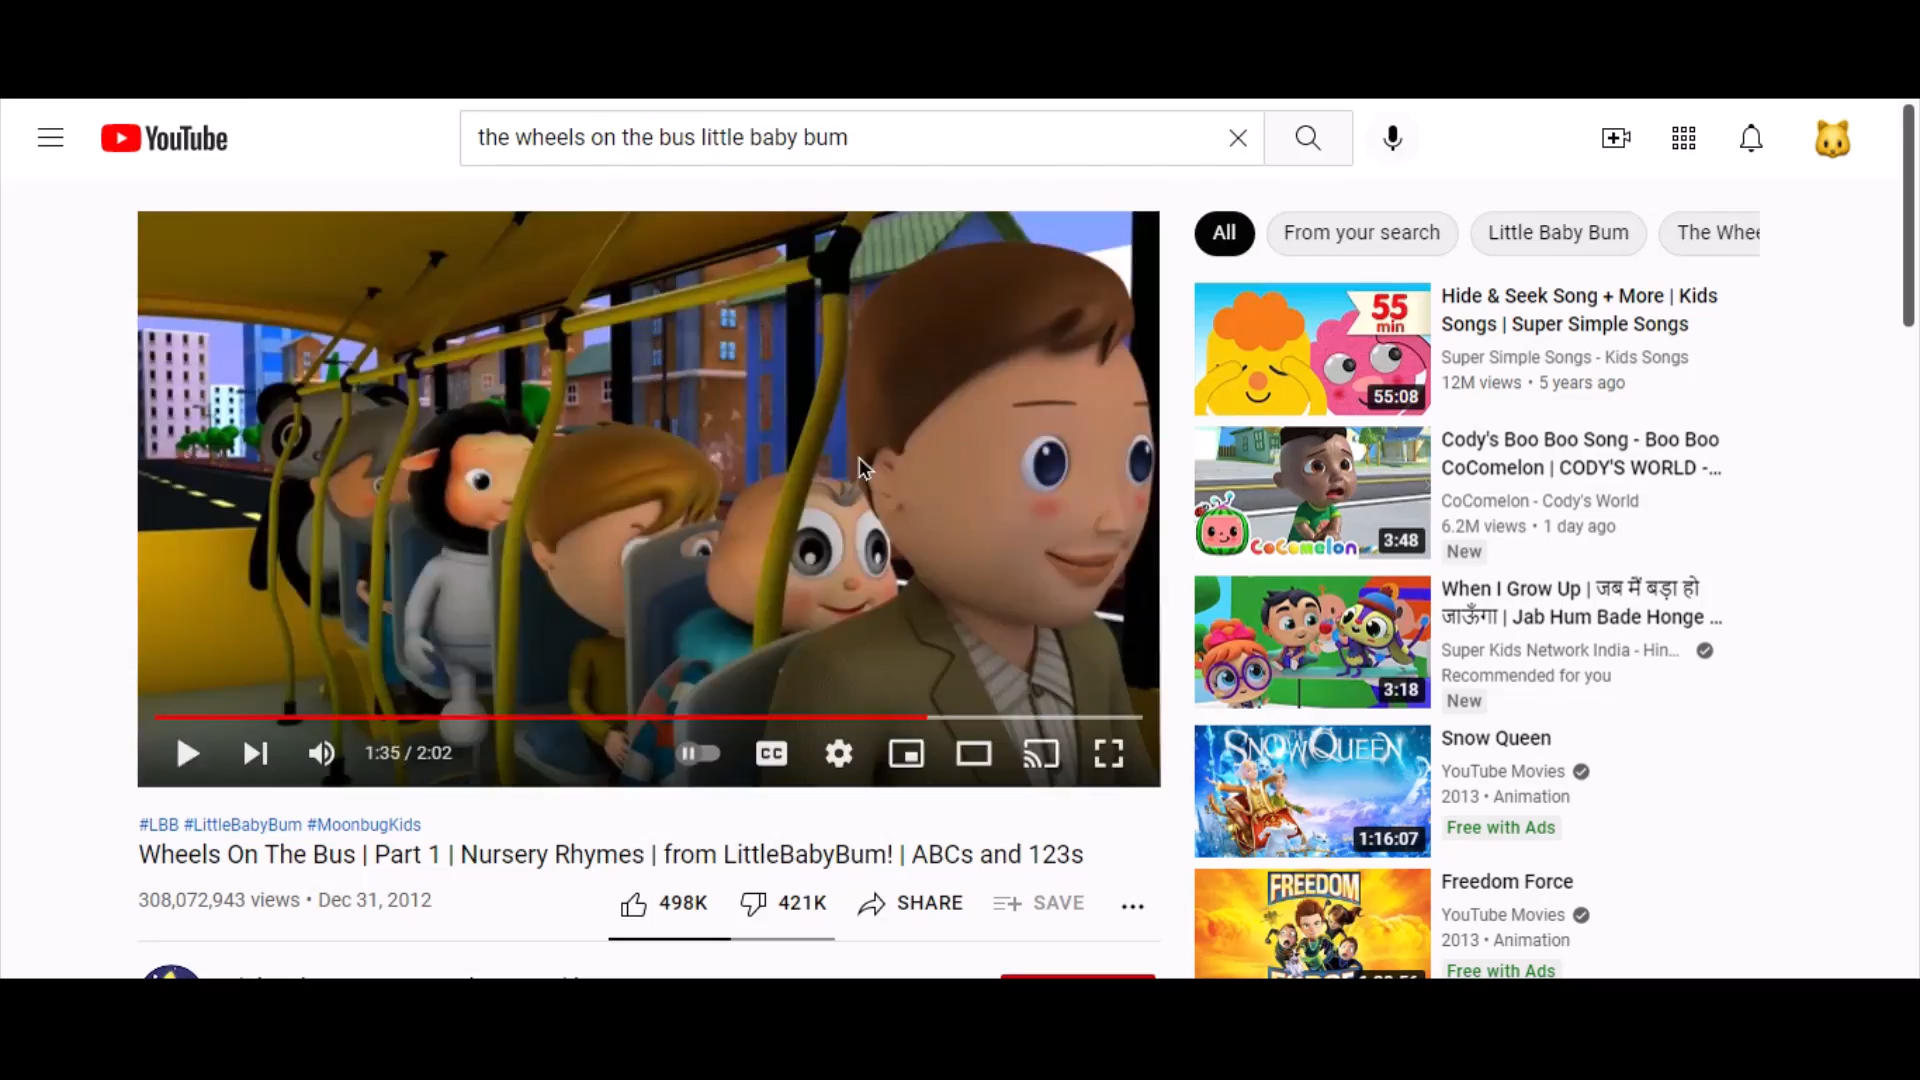 YouTube
the wheels on the bus little baby bum
All
From your search
Little Baby Bum
The Whee
1:35 / 2:02
CC
#LBB #LittleBabyBum #MoonbugKids
Wheels On The Bus | Part 1 | Nursery Rhymes | from LittleBabyBum! | ABCs and 123s
308,072,943 views • Dec 31, 2012
498K
421K
SHARE
SAVE
55
min
55:08
Hide & Seek Song + More | Kids
Songs | Super Simple Songs
Super Simple Songs - Kids Songs
12M views • 5 years ago
CoComelon
3:48
Cody's Boo Boo Song - Boo Boo
CoComelon | CODY'S WORLD -...
CoComelon - Cody's World
6.2M views • 1 day ago
New
3:18
When I Grow Up | जब मैं बड़ा हो
जाऊँगा | Jab Hum Bade Honge ...
Super Kids Network India - Hin...
Recommended for you
New
SNOW QUEEN
1:16:07
Snow Queen
YouTube Movies
2013 • Animation
Free with Ads
FREEDOM
Freedom Force
YouTube Movies
2013 • Animation
Free with Ads